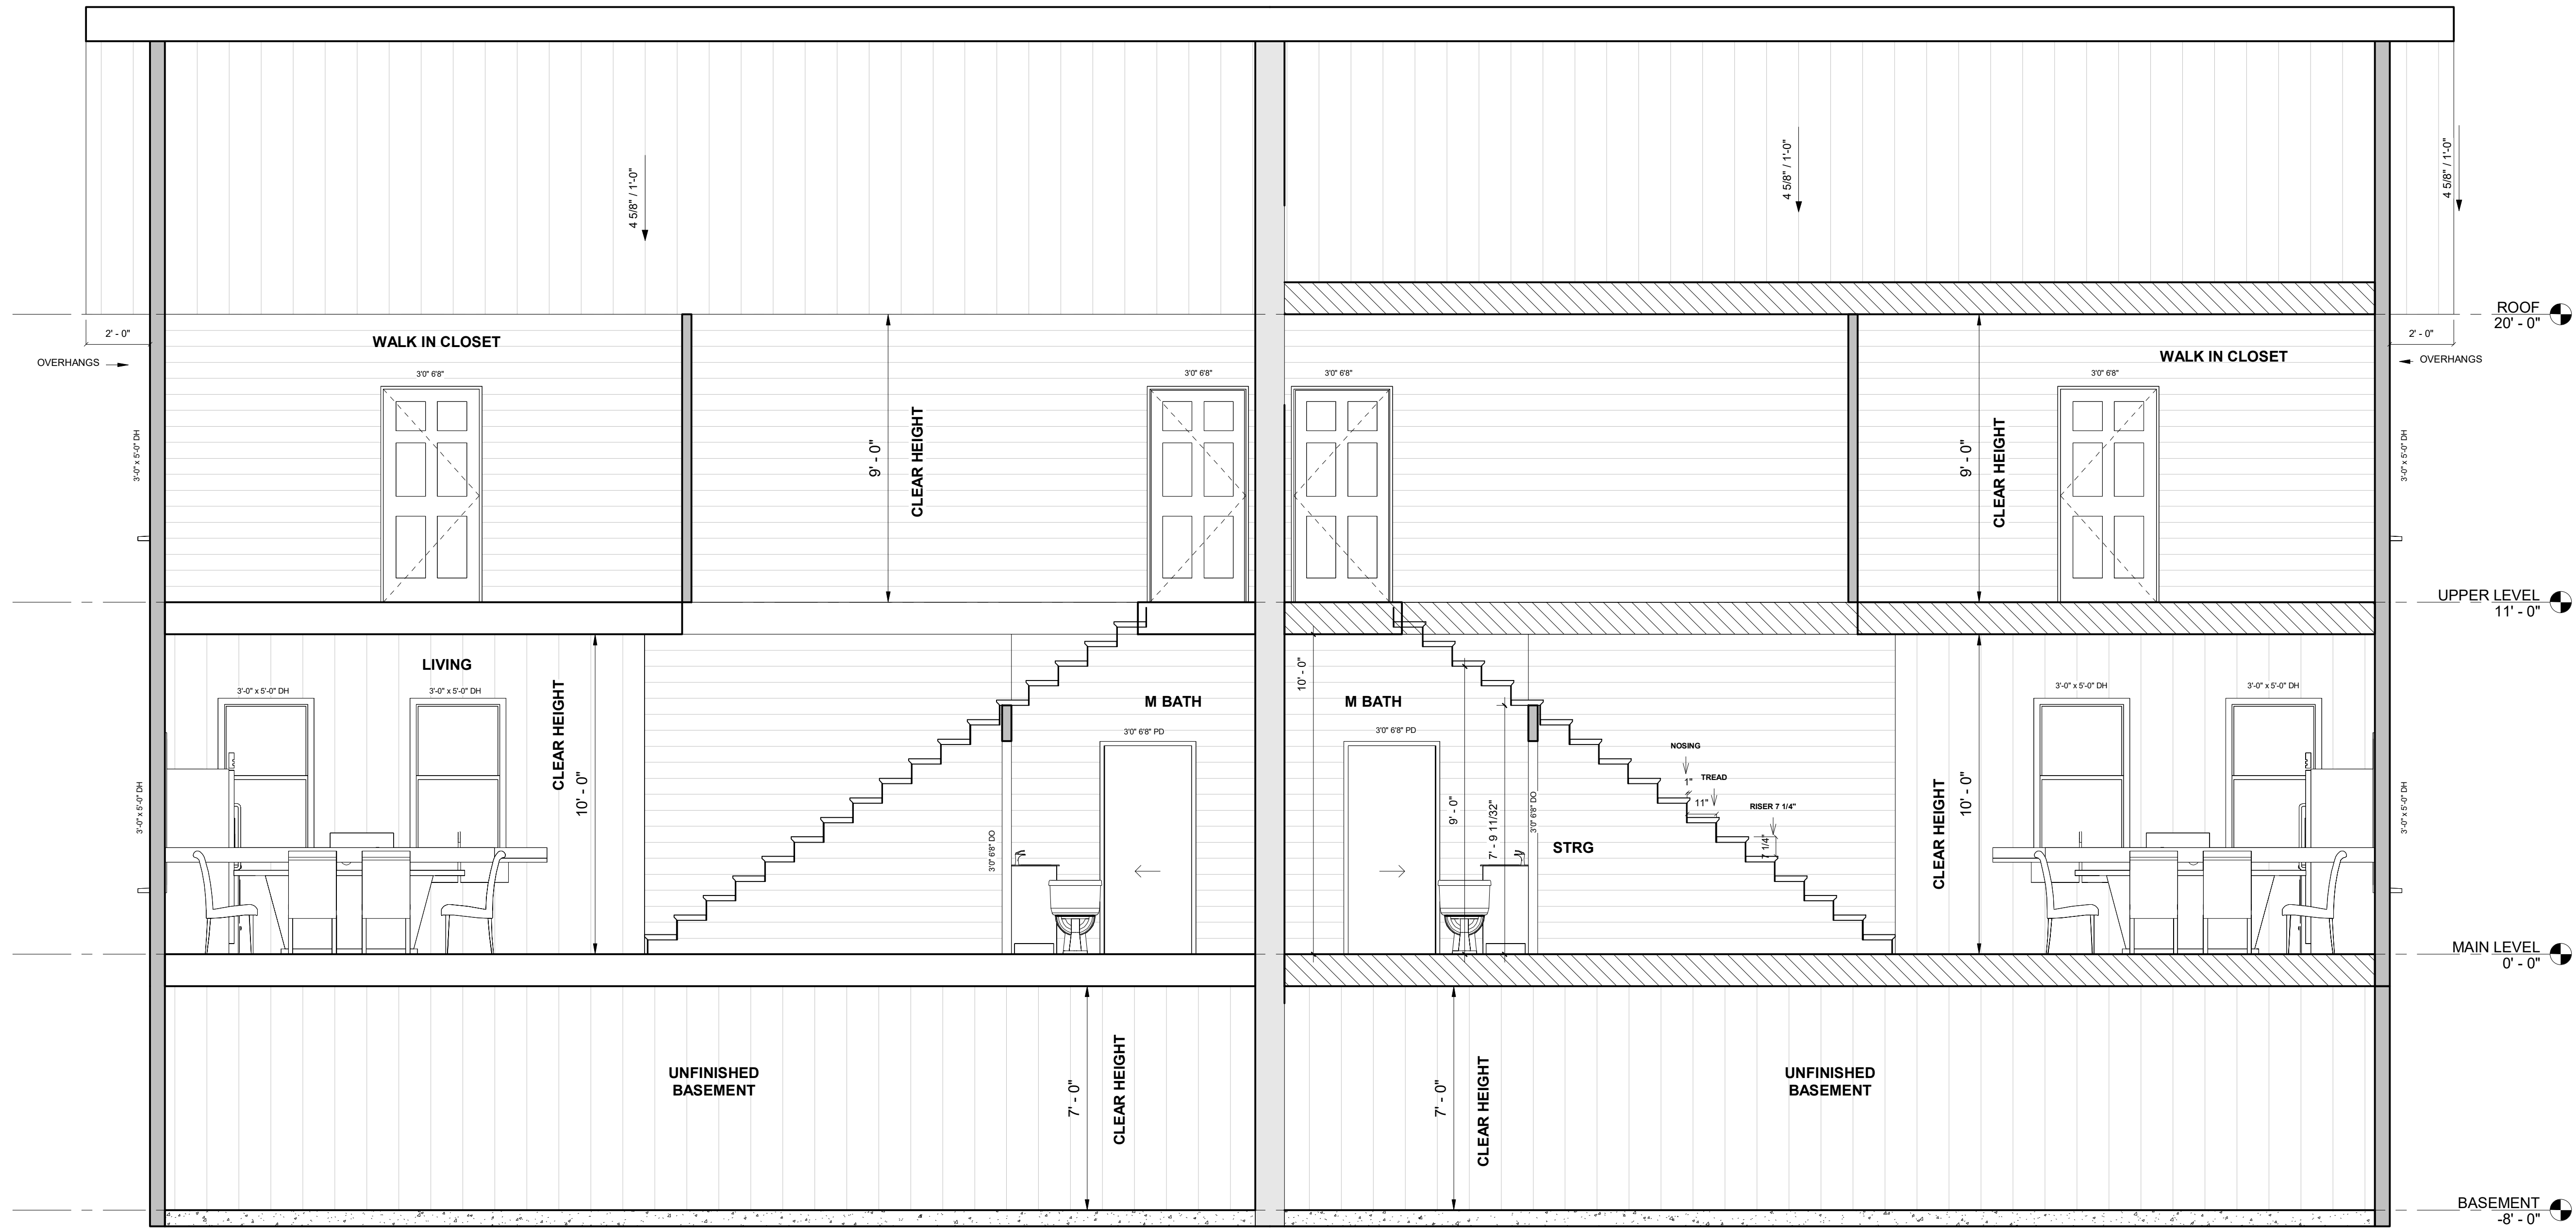 4 5/8" / 1'-0"
4 5/8" / 1'-0"
4 5/8" / 1'-0"
ROOF
20' - 0"
2' - 0"
2' - 0"
OVERHANGS
OVERHANGS
WALK IN CLOSET
WALK IN CLOSET
3'0" 6'8"
3'0" 6'8"
3'0" 6'8"
3'0" 6'8"
9' - 0"
CLEAR HEIGHT
9' - 0"
CLEAR HEIGHT
3'-0" x 5'-0" DH
3'-0" x 5'-0" DH
UPPER LEVEL
11' - 0"
LIVING
3'-0" x 5'-0" DH
3'-0" x 5'-0" DH
CLEAR HEIGHT
10' - 0"
M BATH
3'0" 6'8" PD
3'0" 6'8" DO
10' - 0"
M BATH
3'0" 6'8" PD
9' - 0"
7' - 9 11/32"
3'0" 6'8" DO
STRG
NOSING
1"
TREAD
11"
RISER 7 1/4"
7 1/4"
CLEAR HEIGHT
10' - 0"
3'-0" x 5'-0" DH
3'-0" x 5'-0" DH
3'-0" x 5'-0" DH
3'-0" x 5'-0" DH
MAIN LEVEL
0' - 0"
UNFINISHED
BASEMENT
7' - 0"
CLEAR HEIGHT
7' - 0"
CLEAR HEIGHT
UNFINISHED
BASEMENT
BASEMENT
-8' - 0"